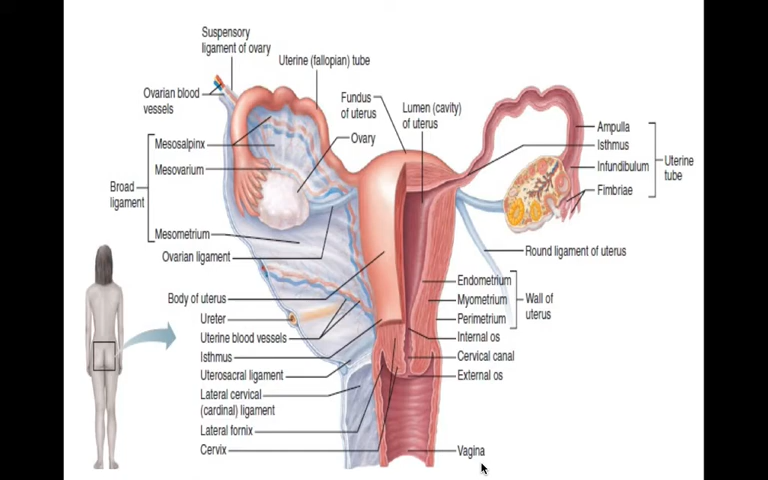 Suspensory
ligament of ovary
Uterine (fallopian) tube
Ovarian blood
vessels
Fundus
of uterus
Lumen (cavity)
of uterus
Ovary
Mesosalpinx
Mesovarium
Broad
ligament
Mesometrium
Ovarian ligament
Body of uterus
Ureter
Uterine blood vessels
Isthmus
Uterosacral ligament
Lateral cervical
(cardinal) ligament
Lateral fornix
Cervix
Ampulla
Isthmus
Infundibulum
Fimbriae
Uterine
tube
Round ligament of uterus
Endometrium
Myometrium
Perimetrium
Wall of
uterus
Internal os
Cervical canal
External os
Vagina